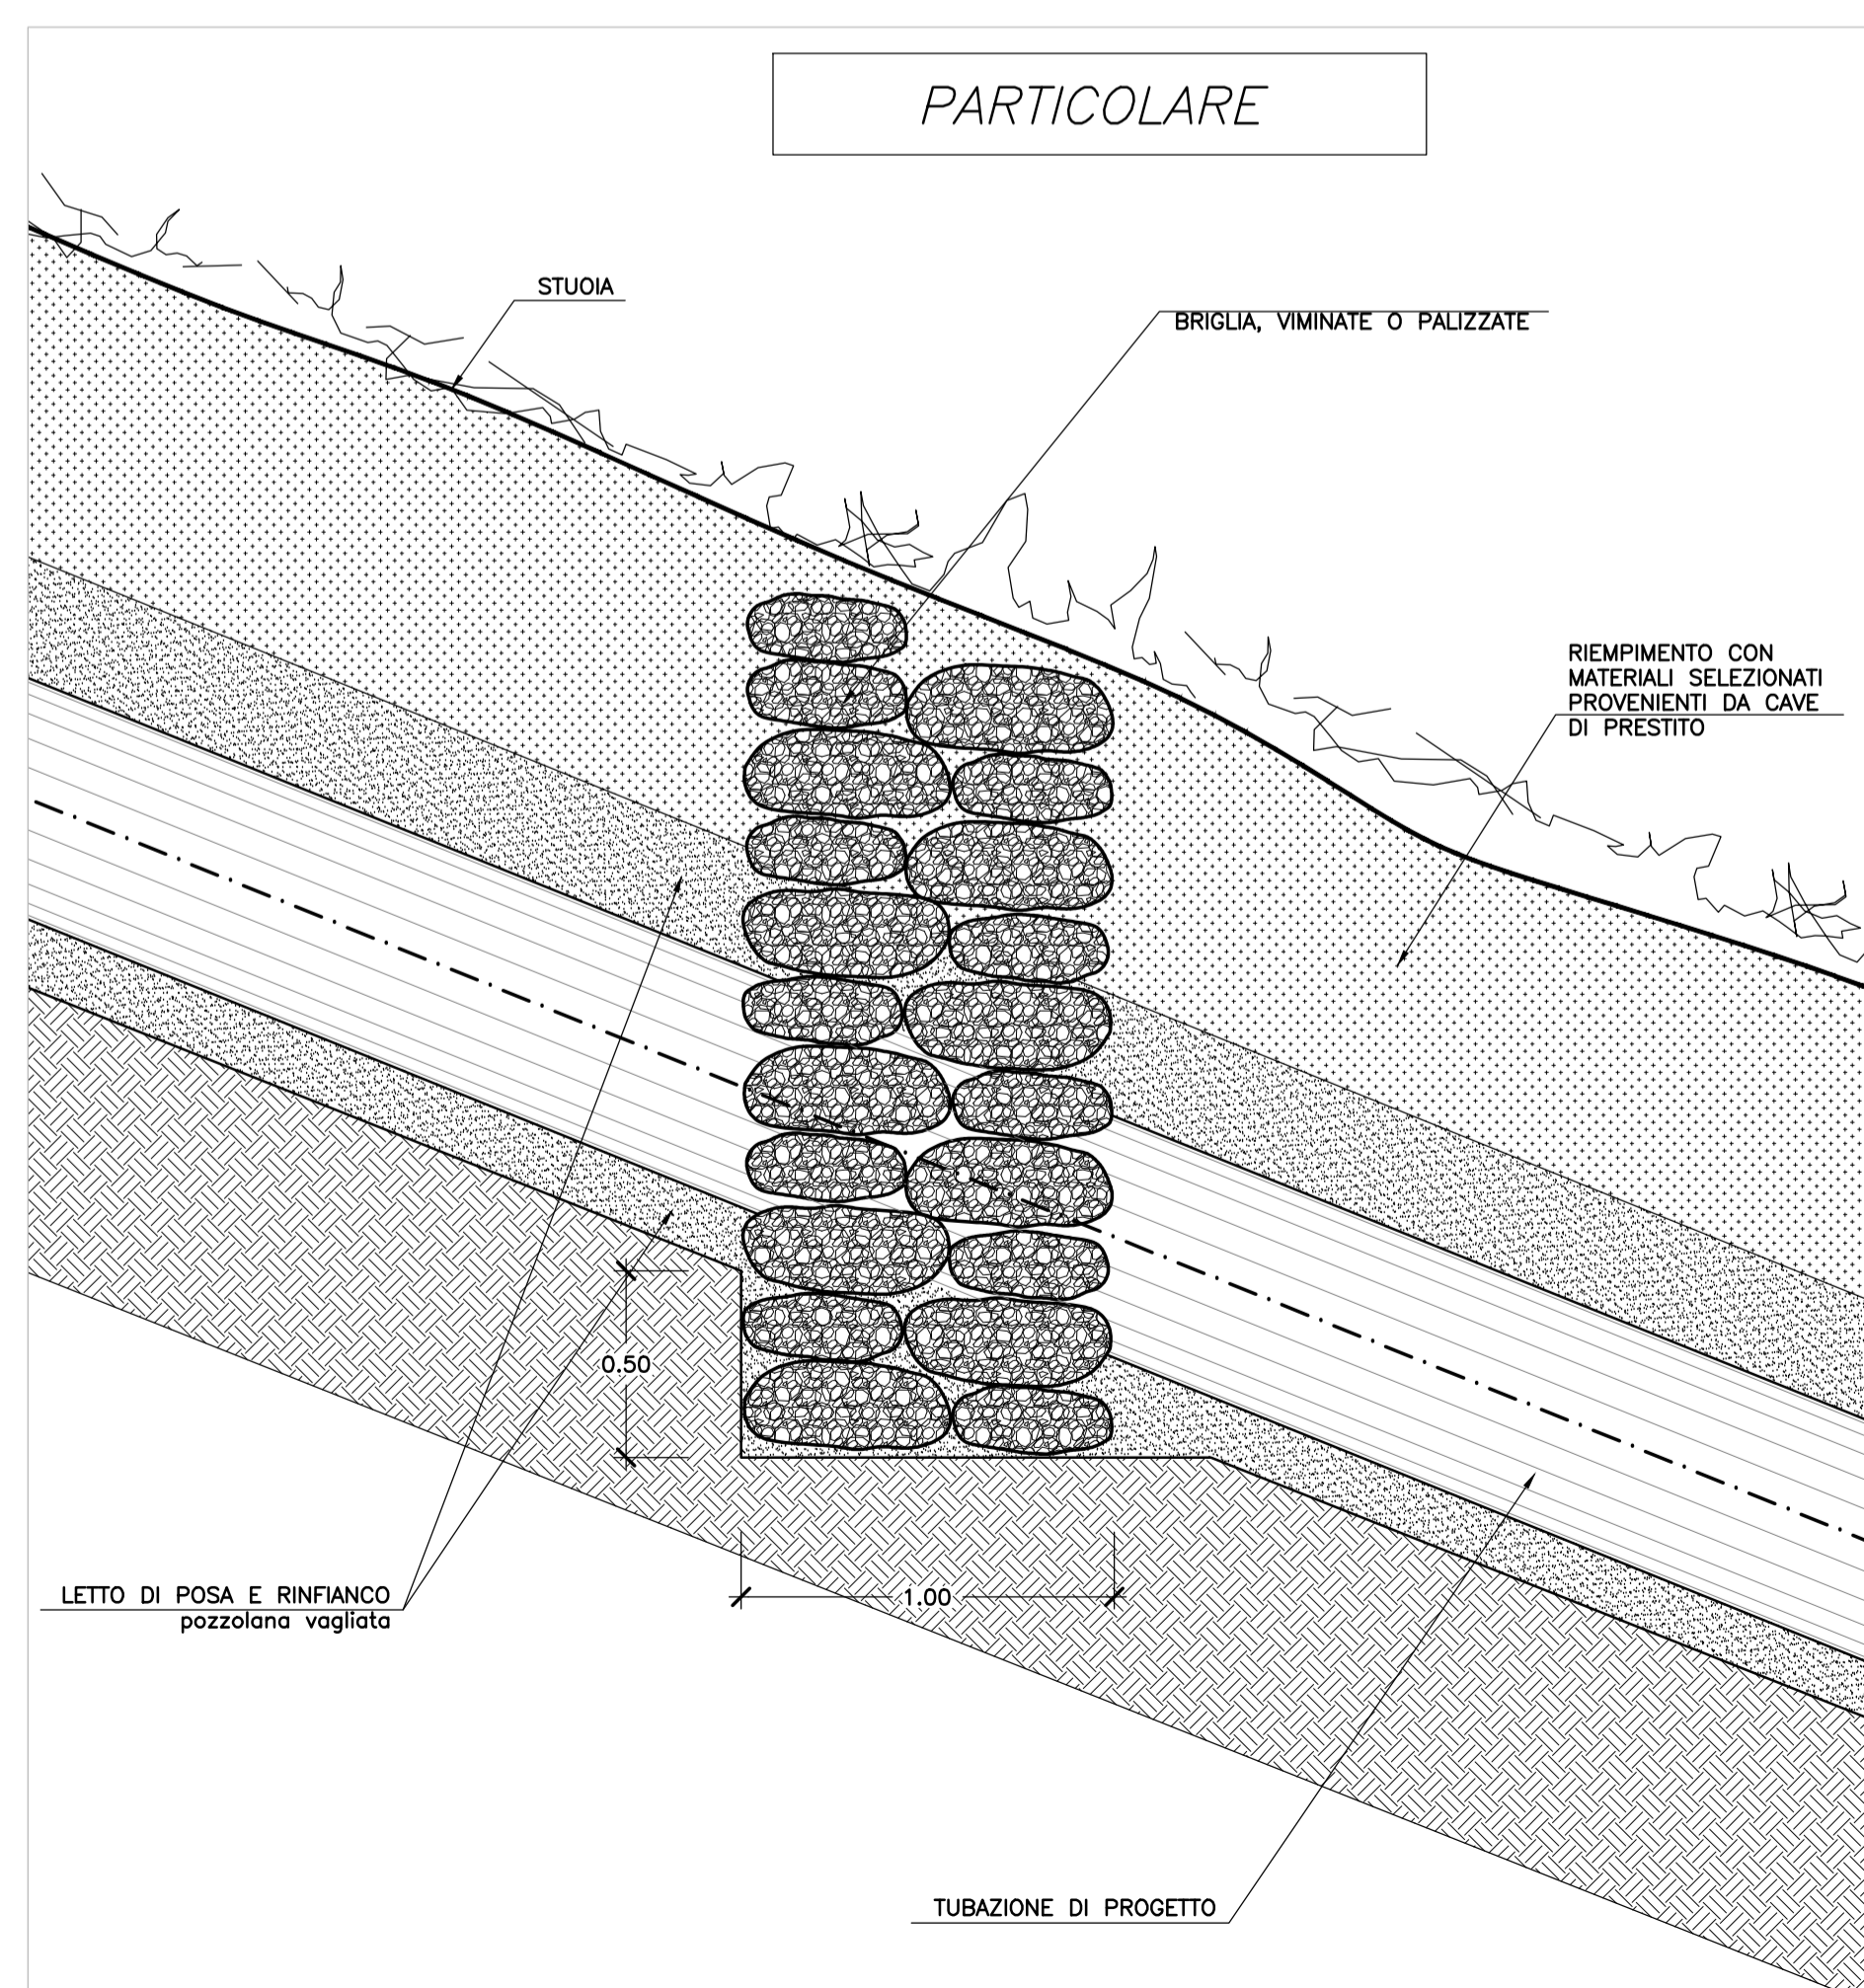 PARTICOLARE
STUOIA
BRIGLIA, VIMINATE O PALIZZATE
RIEMPIMENTO CON
MATERIALI SELEZIONATI
PROVENIENTI DA CAVE
DI PRESTITO
0.50
1.00
LETTO DI POSA E RINFIANCO
pozzolana vagliata
TUBAZIONE DI PROGETTO